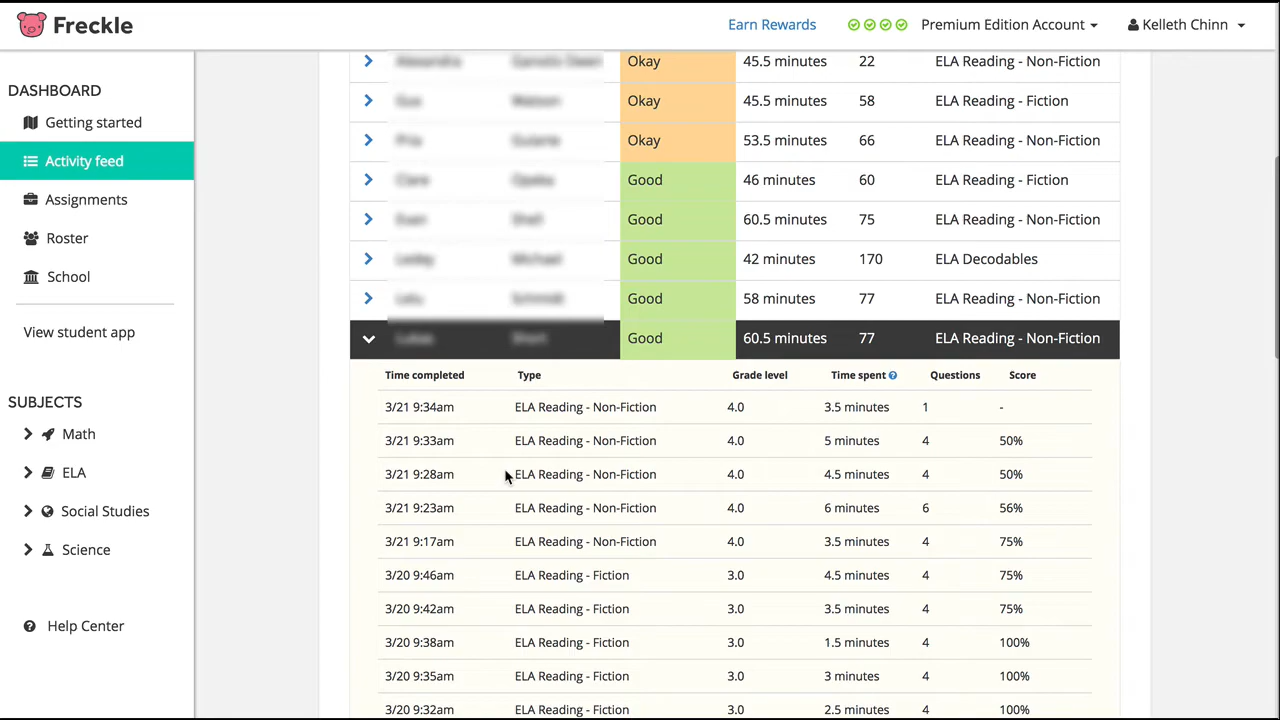 Freckle
Earn Rewards
Premium Edition Account
Kelleth Chinn
DASHBOARD
Getting started
Activity feed
Assignments
Roster
School
View student app
SUBJECTS
Math
ELA
Social Studies
Science
Help Center
Okay 45.5 minutes 22 ELA Reading - Non-Fiction
Okay 45.5 minutes 58 ELA Reading - Fiction
Okay 53.5 minutes 66 ELA Reading - Non-Fiction
Good 46 minutes 60 ELA Reading - Fiction
Good 60.5 minutes 75 ELA Reading - Non-Fiction
Good 42 minutes 170 ELA Decodables
Good 58 minutes 77 ELA Reading - Non-Fiction
Good 60.5 minutes 77 ELA Reading - Non-Fiction
Time completed Type Grade level Time spent Questions Score
3/21 9:34am ELA Reading - Non-Fiction 4.0 3.5 minutes 1 -
3/21 9:33am ELA Reading - Non-Fiction 4.0 5 minutes 4 50%
3/21 9:28am ELA Reading - Non-Fiction 4.0 4.5 minutes 4 50%
3/21 9:23am ELA Reading - Non-Fiction 4.0 6 minutes 6 56%
3/21 9:17am ELA Reading - Non-Fiction 4.0 3.5 minutes 4 75%
3/20 9:46am ELA Reading - Fiction 3.0 4.5 minutes 4 75%
3/20 9:42am ELA Reading - Fiction 3.0 3.5 minutes 4 75%
3/20 9:38am ELA Reading - Fiction 3.0 1.5 minutes 4 100%
3/20 9:35am ELA Reading - Fiction 3.0 3 minutes 4 100%
3/20 9:32am ELA Reading - Fiction 3.0 2.5 minutes 4 100%